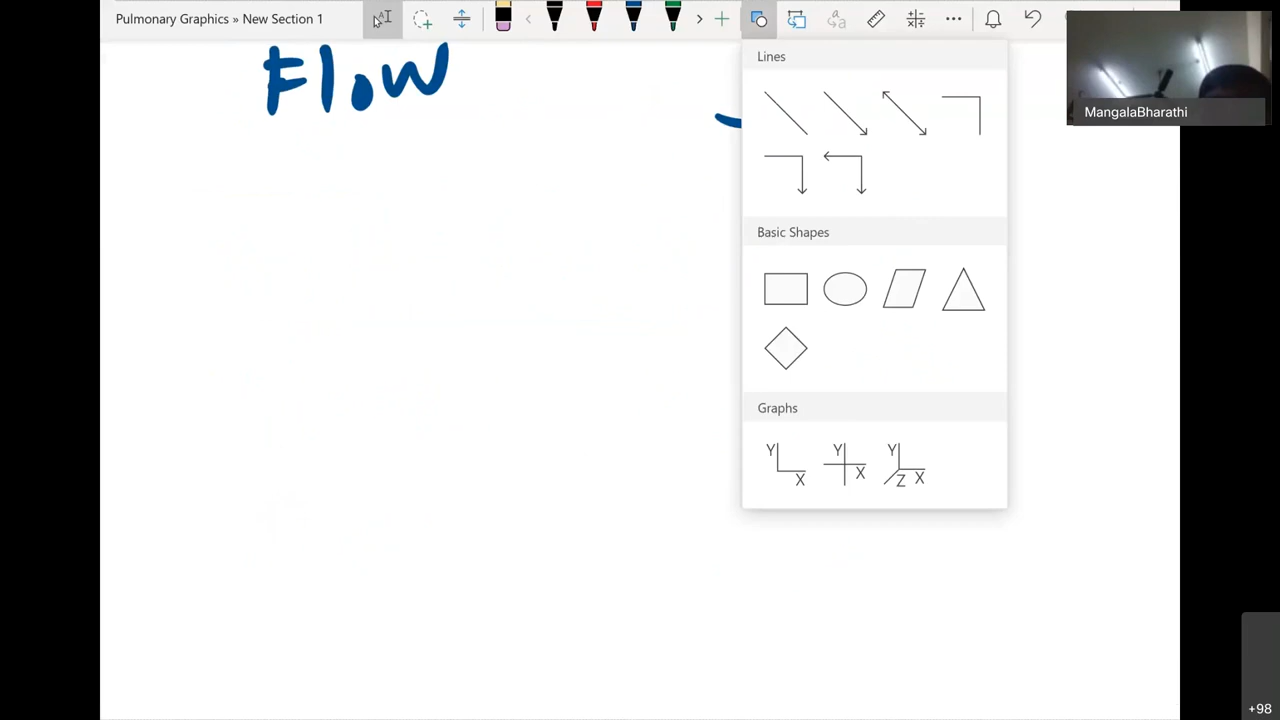 Pulmonary Graphics » New Section 1
Flow
Lines
Basic Shapes
Graphs
Y X
Y X
Y Z X
MangalaBharathi
+98